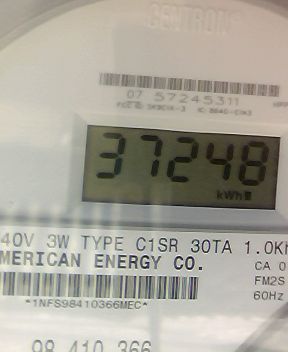 CENTRON®
07 57245311
37248
kWh
40V 3W TYPE C1SR 30TA 1.0Kh
MERICAN ENERGY CO.
CA 0
FM2S
*1NFS98410366MEC*
60Hz
98 410 366